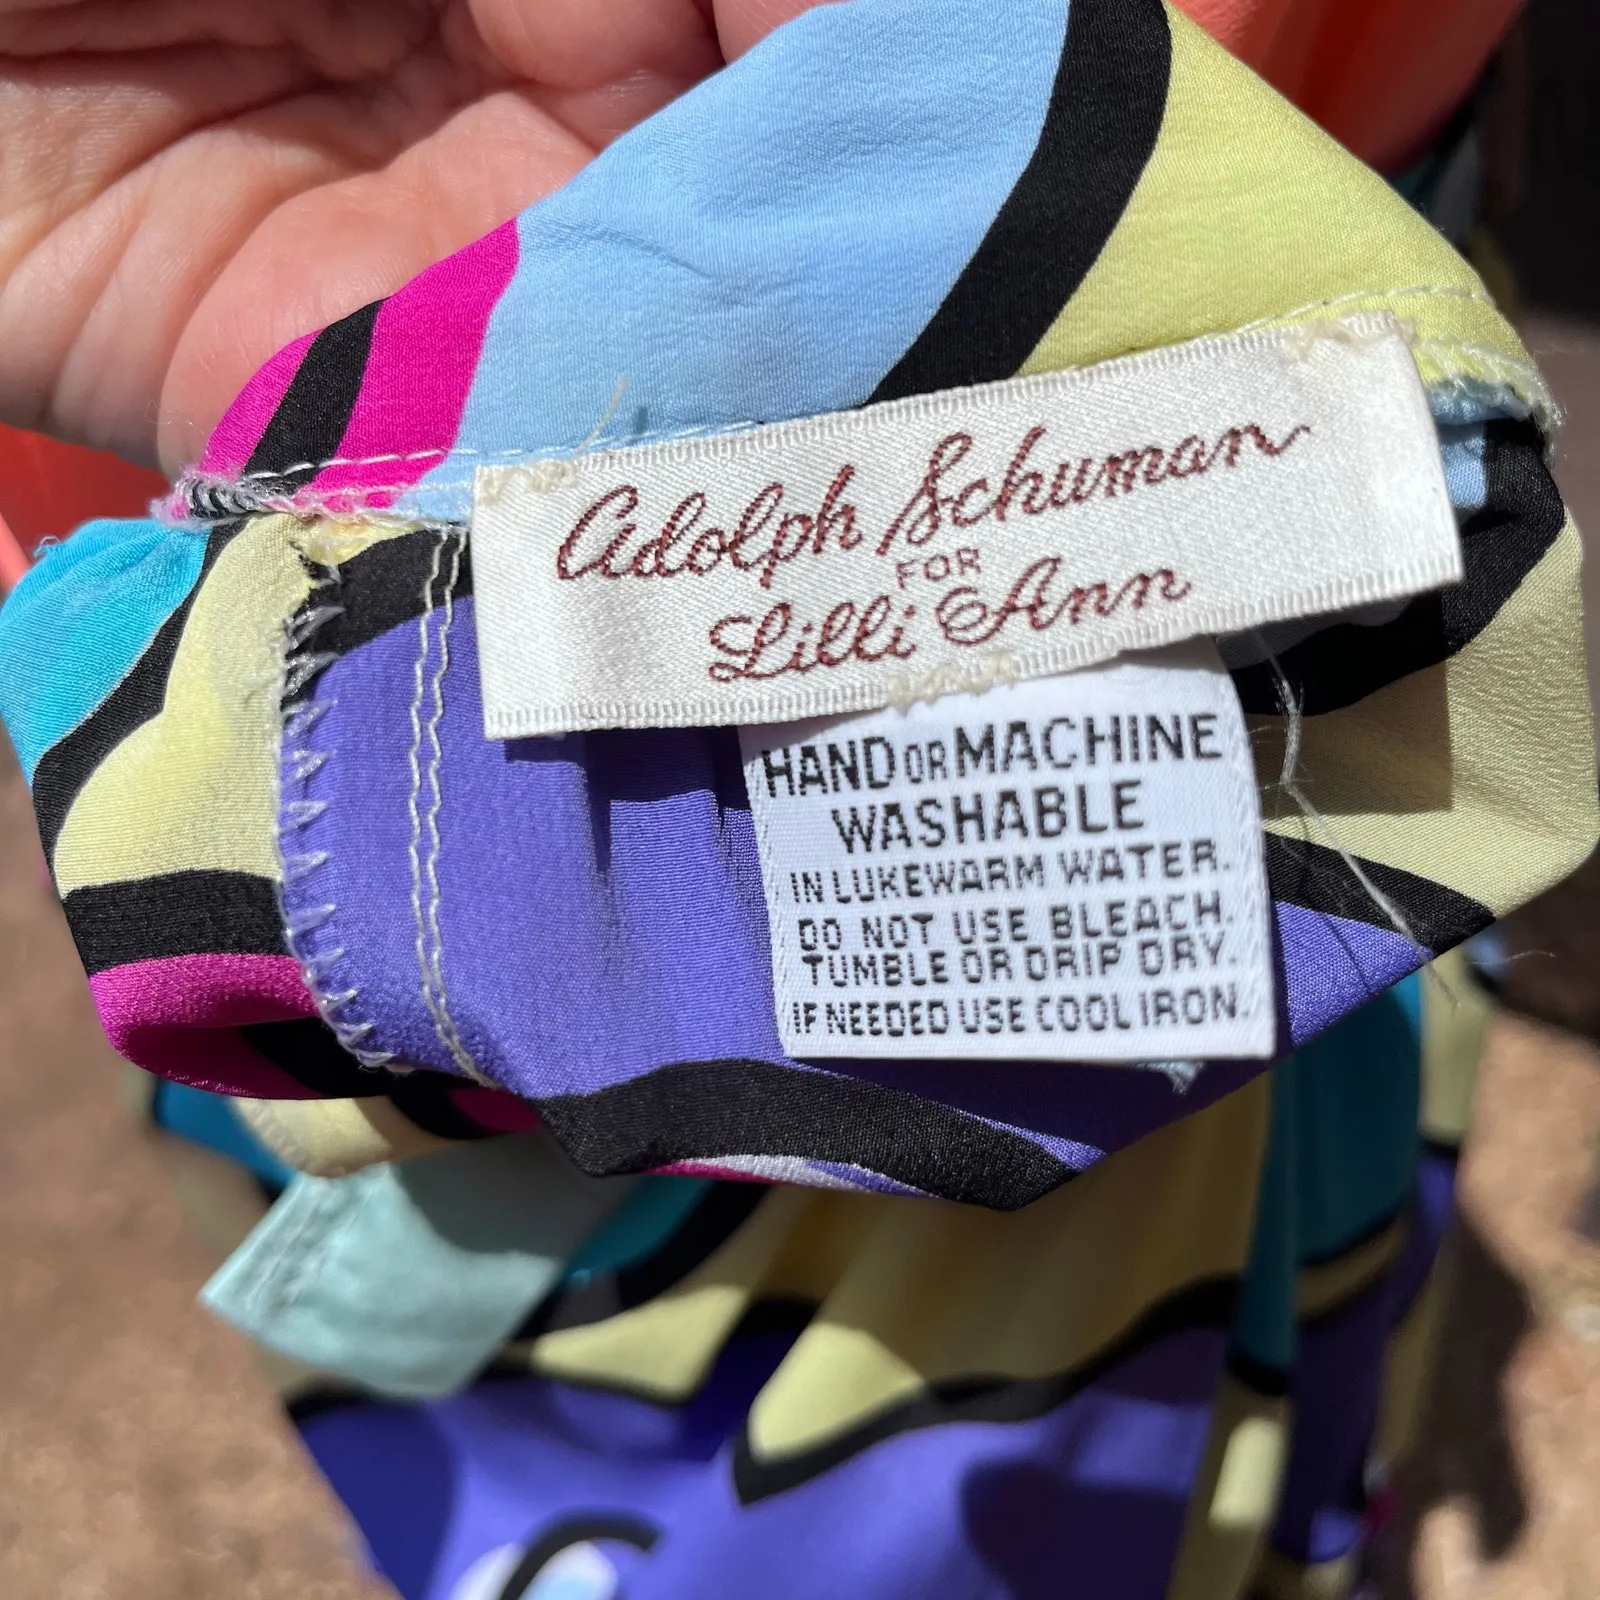 Adolph Schuman
FOR
Lilli Ann
HAND OR MACHINE
WASHABLE
IN LUKEWARM WATER.
DO NOT USE BLEACH.
TUMBLE OR DRIP DRY.
IF NEEDED USE COOL IRON.